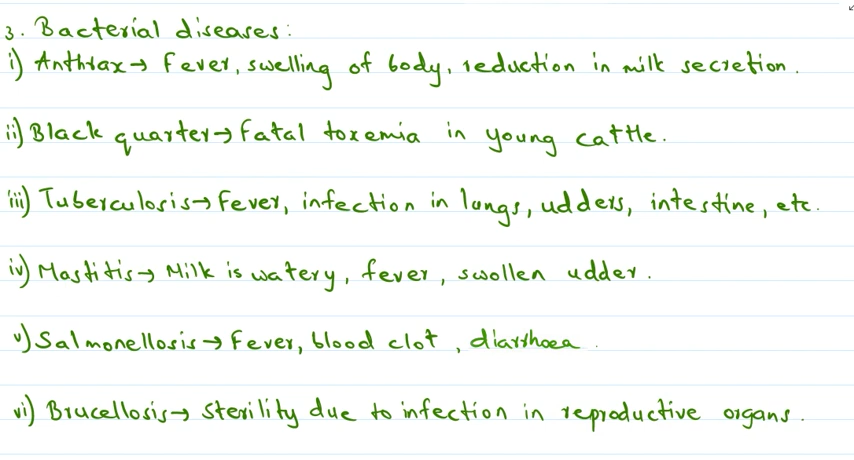 3. Bacterial diseases:
i) Anthrax→ Fever, swelling of body, reduction in milk secretion.
ii) Black quarter→ Fatal toxemia in young cattle.
iii) Tuberculosis→ Fever, infection in lungs, udders, intestine, etc.
iv) Mastitis→ Milk is watery, fever, swollen udder.
v) Salmonellosis→ Fever, blood clot, diarrhoea.
vi) Brucellosis→ Sterility due to infection in reproductive organs.